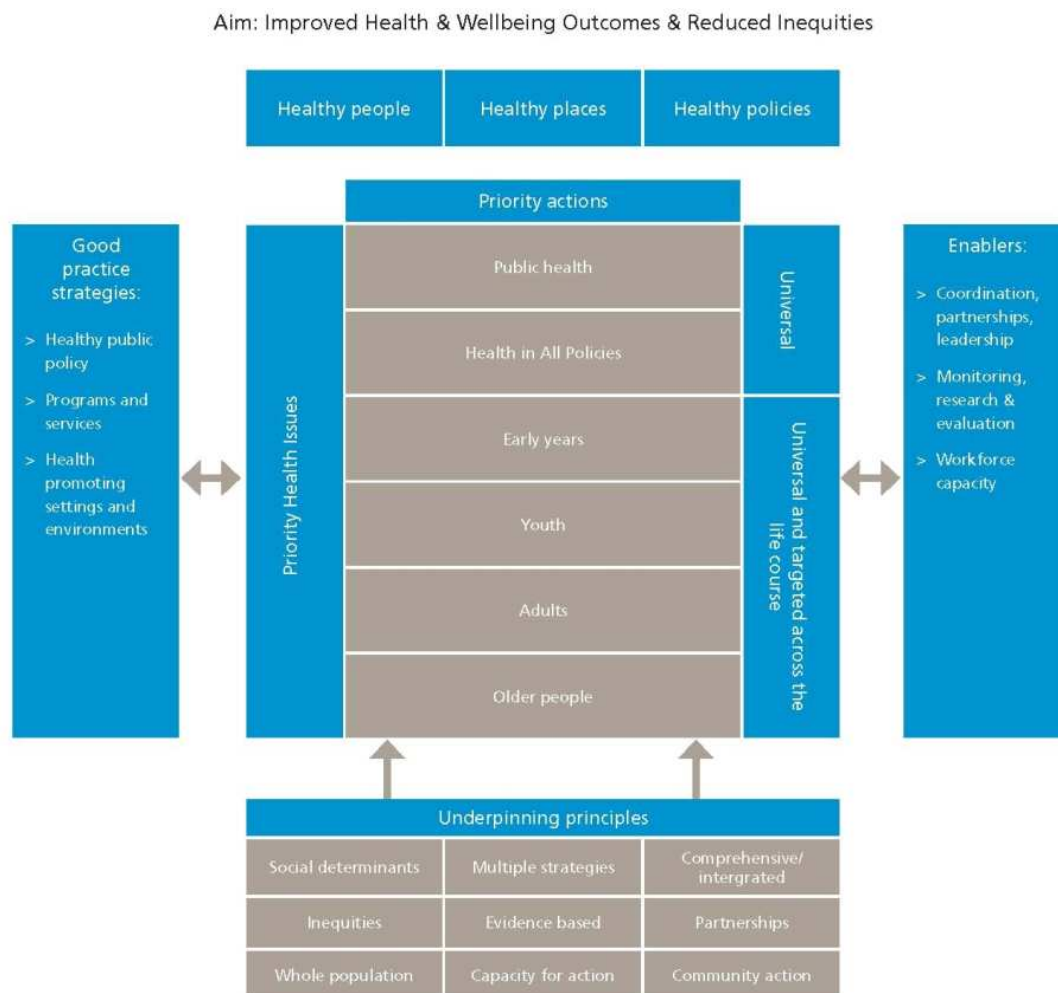 Aim: Improved Health & Wellbeing Outcomes & Reduced Inequities
Healthy people
Healthy places
Healthy policies
Priority actions
Good
practice
strategies:
> Healthy public
policy
> Programs and
services
> Health
promoting
settings and
environments
Priority Health Issues
Public health
Health in All Policies
Early years
Youth
Adults
Older people
Universal
Universal and targeted across the
life course
Enablers:
> Coordination,
partnerships,
leadership
> Monitoring,
research &
evaluation
> Workforce
capacity
Underpinning principles
Social determinants
Multiple strategies
Comprehensive/
intergrated
Inequities
Evidence based
Partnerships
Whole population
Capacity for action
Community action